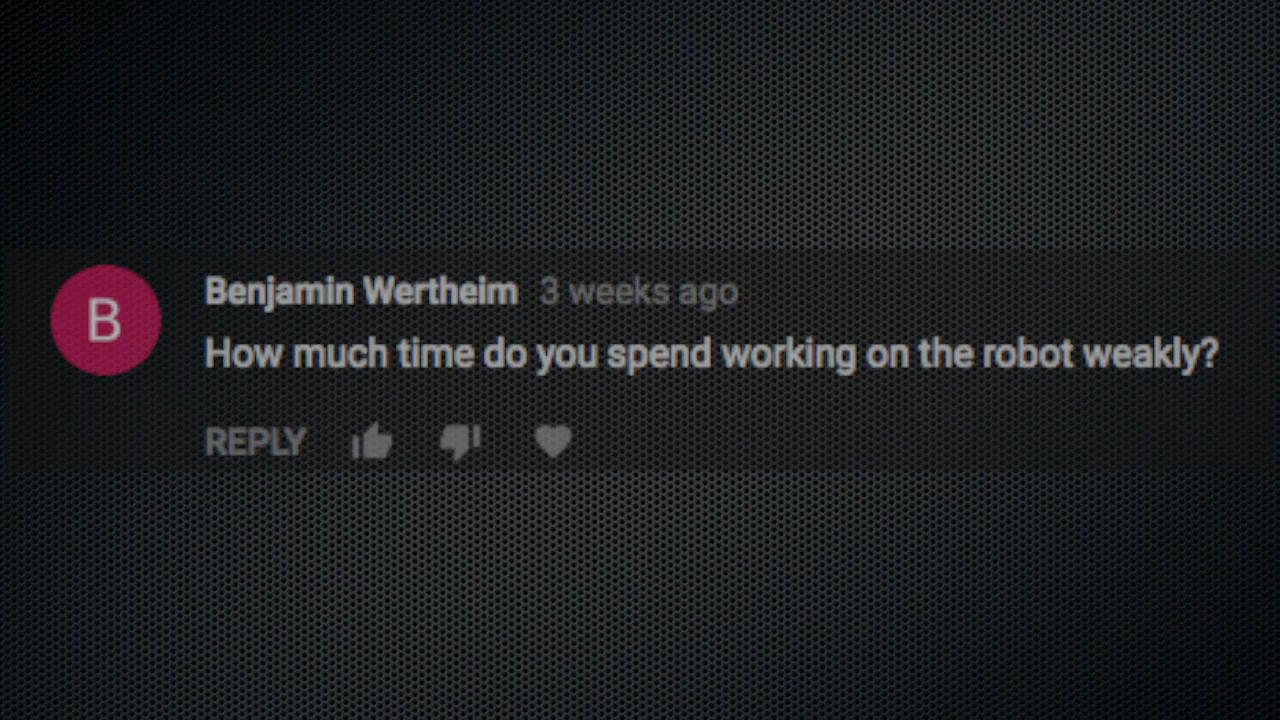 B
Benjamin Wertheim 3 weeks ago
How much time do you spend working on the robot weakly?
REPLY